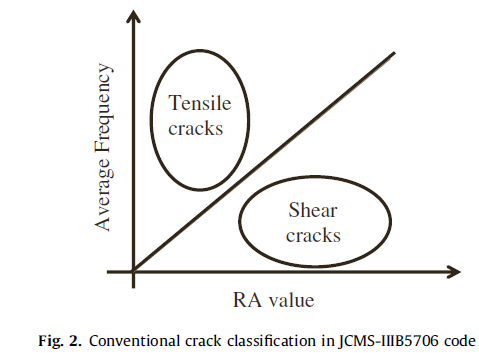 Average Frequency
Tensile
cracks
Shear
cracks
RA value
Fig. 2. Conventional crack classification in JCMS-IIIB5706 code